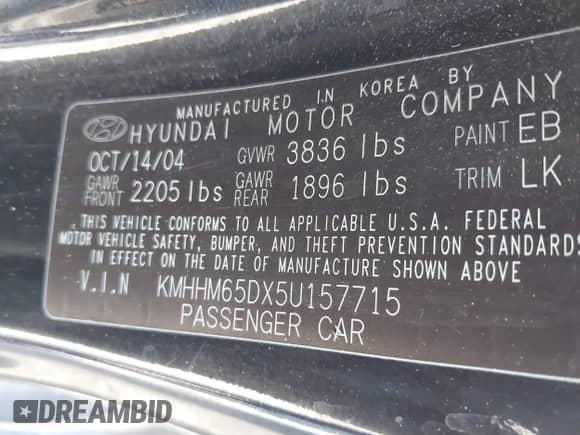 MANUFACTURED IN KOREA BY
HYUNDAI MOTOR COMPANY
OCT/14/04 GVWR 3836 lbs PAINT EB
GAWR FRONT 2205 lbs GAWR REAR 1896 lbs TRIM LK
THIS VEHICLE CONFORMS TO ALL APPLICABLE U.S.A. FEDERAL
MOTOR VEHICLE SAFETY, BUMPER, AND THEFT PREVENTION STANDARDS
IN EFFECT ON THE DATE OF MANUFACTURE SHOWN ABOVE
V.I.N KMHHM65DX5U157715
PASSENGER CAR
DREAMBID